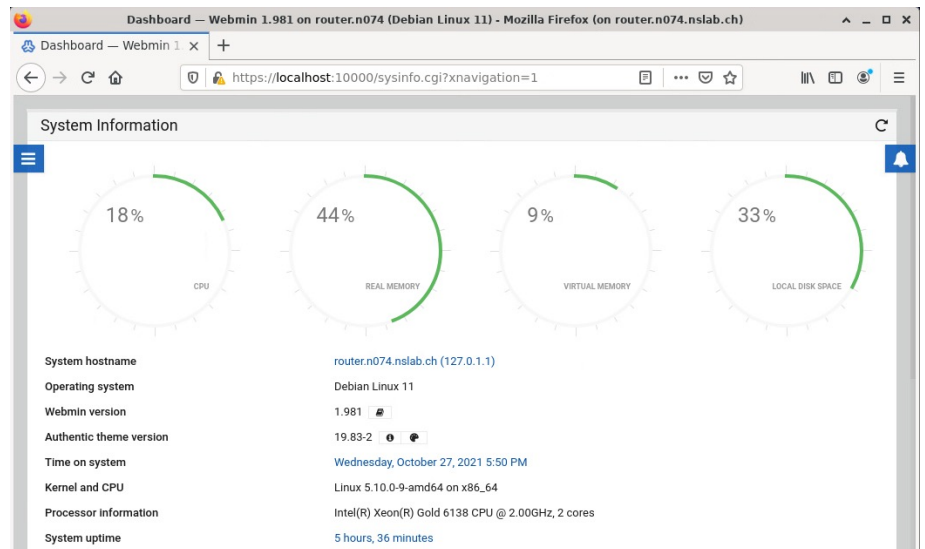 Dashboard — Webmin 1.981 on router.n074 (Debian Linux 11) - Mozilla Firefox (on router.n074.nslab.ch)
Dashboard — Webmin 1
https://localhost:10000/sysinfo.cgi?xnavigation=1
System Information
18%
CPU
44%
REAL MEMORY
9%
VIRTUAL MEMORY
33%
LOCAL DISK SPACE
System hostname router.n074.nslab.ch (127.0.1.1)
Operating system Debian Linux 11
Webmin version 1.981
Authentic theme version 19.83-2
Time on system Wednesday, October 27, 2021 5:50 PM
Kernel and CPU Linux 5.10.0-9-amd64 on x86_64
Processor information Intel(R) Xeon(R) Gold 6138 CPU @ 2.00GHz, 2 cores
System uptime 5 hours, 36 minutes